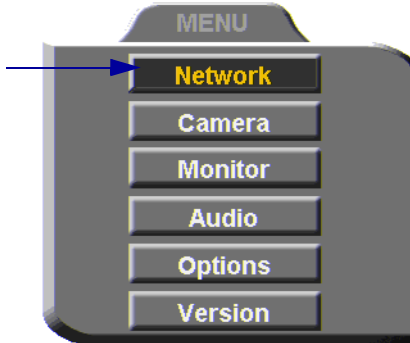 MENU
Network
Camera
Monitor
Audio
Options
Version